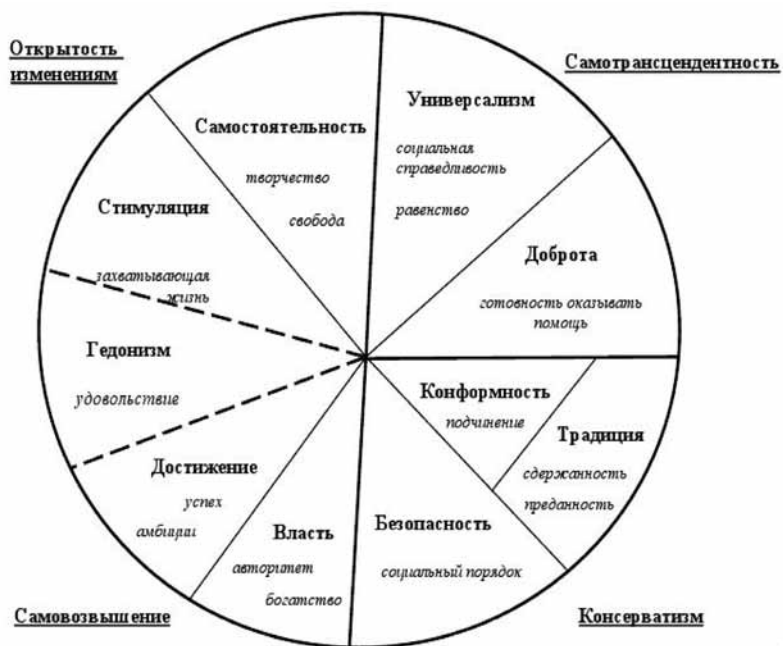 Открытость
изменениям
Самотрансцендентность
Универсализм
Самостоятельность
социальная
справедливость
творчество
Стимуляция
равенство
свобода
Доброта
захватывающая
жизнь
готовность оказывать
помощь
Гедонизм
Конформность
удовольствие
подчинение
Традиция
Достижение
сдержанность
успех
преданность
амбиции
Власть
Безопасность
авторитет
социальный порядок
богатство
Самовозвышение
Консерватизм